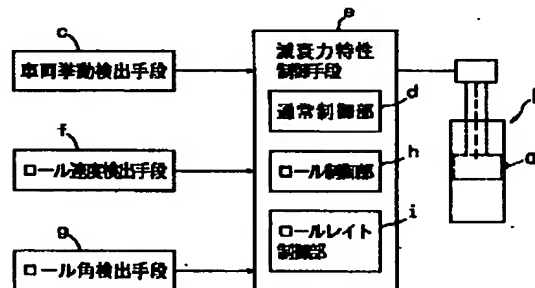 c
車両挙動検出手段
f
ロール速度検出手段
g
ロール角検出手段
e
減衰力特性
制御手段
d
通常制御部
h
ロール制御部
i
ロールレイト
制御部
b
a